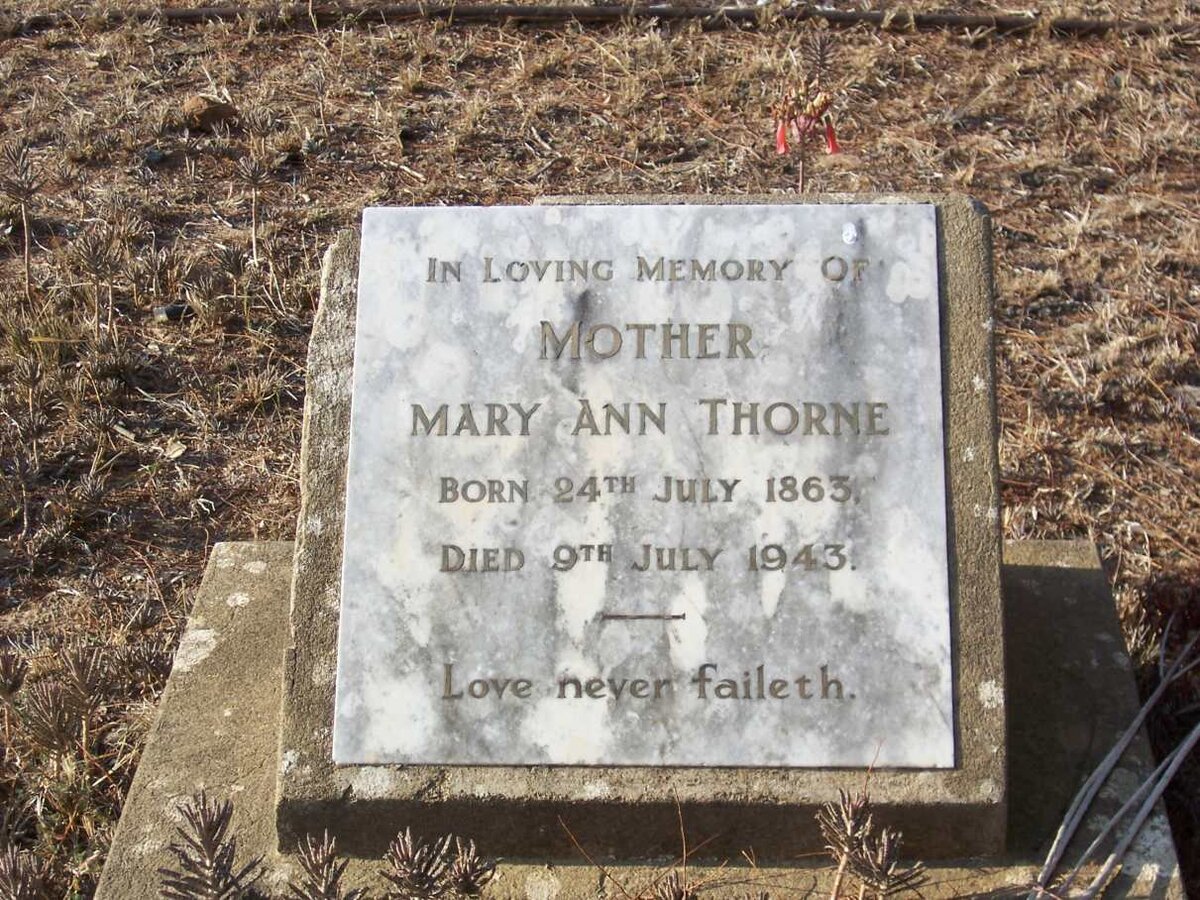 IN LOVING MEMORY OF
MOTHER
MARY ANN THORNE
BORN 24TH JULY 1863.
DIED 9TH JULY 1943.
Love never faileth.